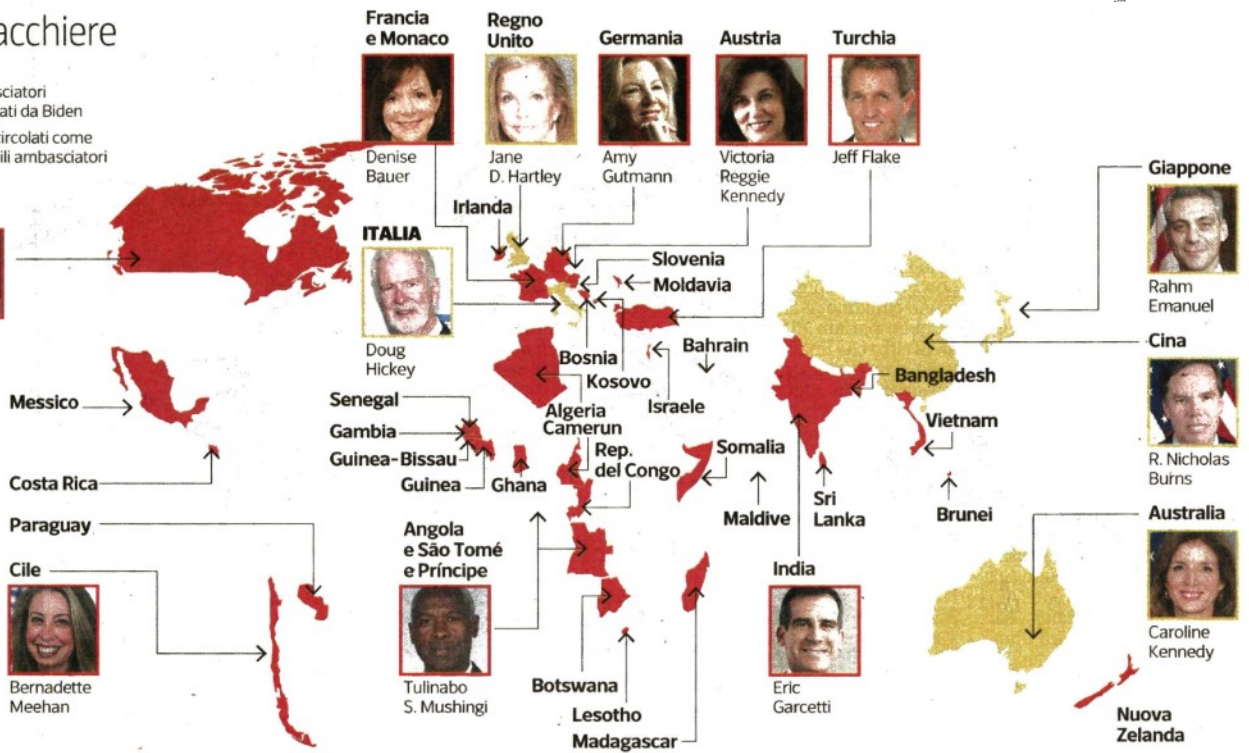 acchiere
sciatori
ati da Biden
circolati come
ili ambasciatori
Francia
e Monaco
Denise
Bauer
Regno
Unito
Jane
D. Hartley
Germania
Amy
Gutmann
Austria
Victoria
Reggie
Kennedy
Turchia
Jeff Flake
Giappone
Rahm
Emanuel
Irlanda
ITALIA
Doug
Hickey
Slovenia
Moldavia
Bosnia
Kosovo
Bahrain
Israele
Cina
R. Nicholas
Burns
Bangladesh
Vietnam
Messico
Costa Rica
Senegal
Gambia
Guinea-Bissau
Guinea
Ghana
Algeria
Camerun
Rep.
del Congo
Somalia
Maldive
Sri
Lanka
Brunei
Paraguay
Cile
Bernadette
Meehan
Angola
e São Tomé
e Príncipe
Tulinabo
S. Mushingi
Botswana
Lesotho
Madagascar
India
Eric
Garcetti
Australia
Caroline
Kennedy
Nuova
Zelanda